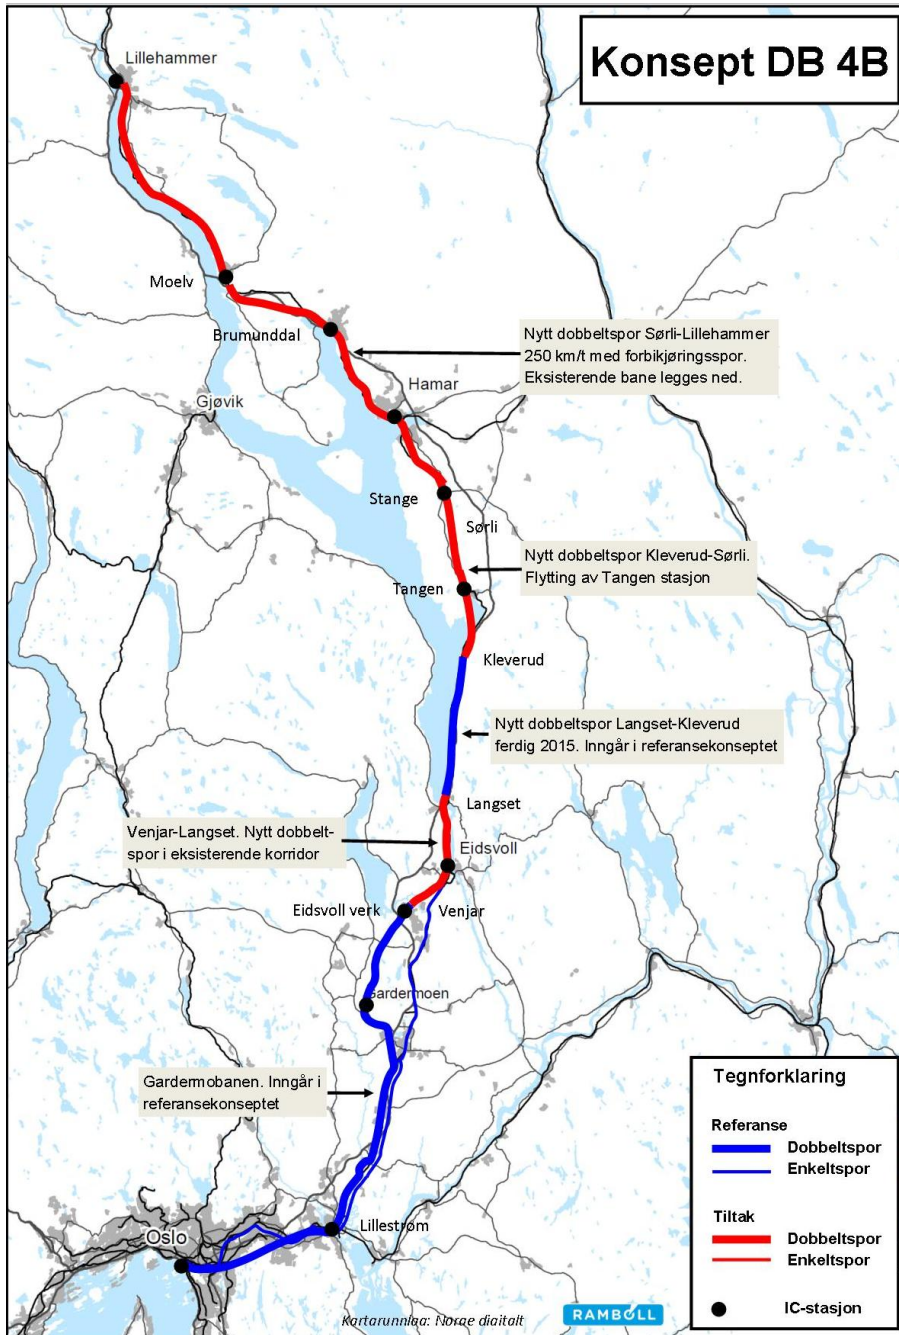 Konsept DB 4B
Lillehammer
Moelv
Brumunddal
Nytt dobbeltspor Sørli-Lillehammer
250 km/t med forbikjøringsspor.
Eksisterende bane legges ned.
Hamar
Gjøvik
Stange
Sørli
Nytt dobbeltspor Kleverud-Sørli.
Flytting av Tangen stasjon
Tangen
Kleverud
Nytt dobbeltspor Langset-Kleverud
ferdig 2015. Inngår i referansekonseptet
Langset
Venjar-Langset. Nytt dobbelt-
spor i eksisterende korridor
Eidsvoll
Eidsvoll verk
Venjar
Gardermoen
Gardermobanen. Inngår i
referansekonseptet
Lillestrøm
Oslo
Tegnforklaring
Referanse
Dobbeltspor
Enkeltspor
Tiltak
Dobbeltspor
Enkeltspor
IC-stasjon
Kartgrunnlag: Norge digitalt
RAMBOLL